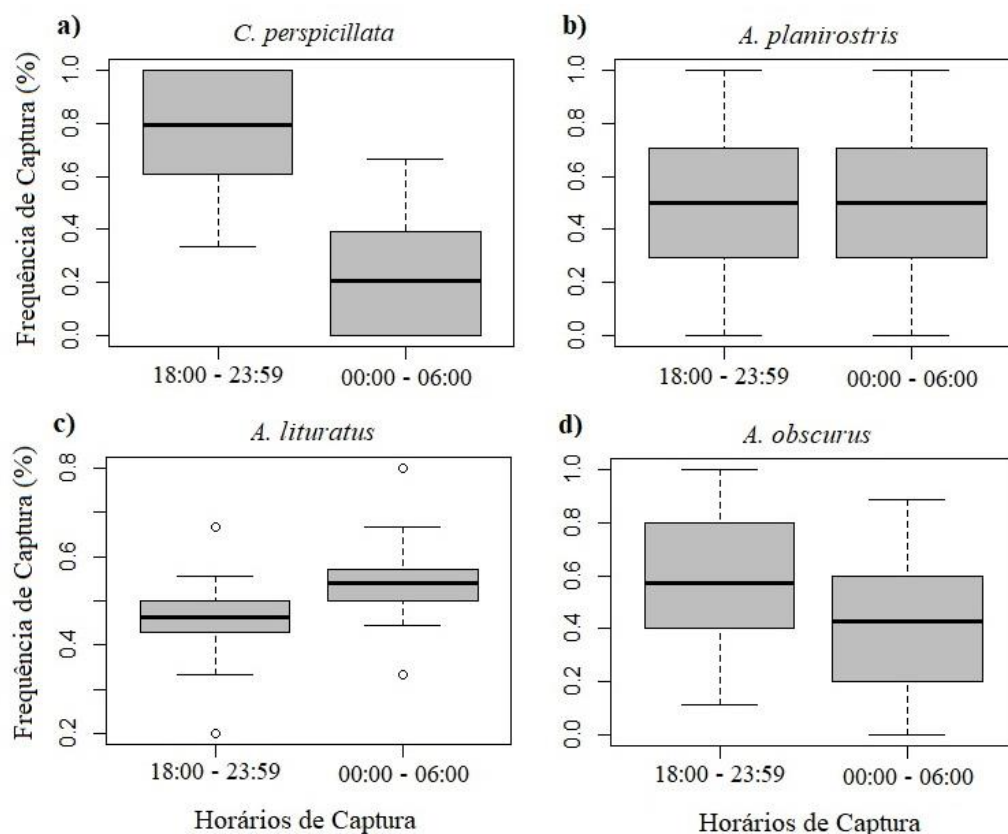 a)
C. perspicillata
Frequência de Captura (%)
1.0
0.8
0.6
0.4
0.2
0.0
18:00 - 23:59
00:00 - 06:00
b)
A. planirostris
1.0
0.8
0.6
0.4
0.2
0.0
18:00 - 23:59
00:00 - 06:00
c)
A. lituratus
Frequência de Captura (%)
0.8
0.6
0.4
0.2
18:00 - 23:59
00:00 - 06:00
Horários de Captura
d)
A. obscurus
1.0
0.8
0.6
0.4
0.2
0.0
18:00 - 23:59
00:00 - 06:00
Horários de Captura